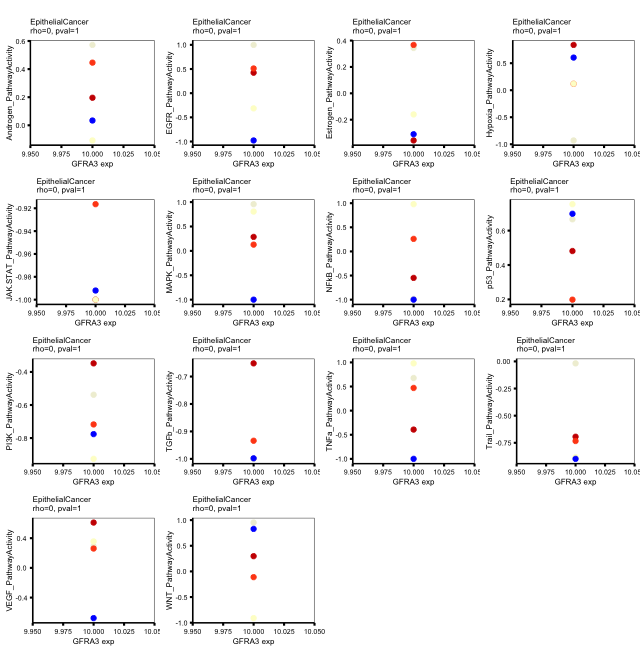 EpithelialCancer
rho=0, pval=1
Androgen_PathwayActivity
0.6
0.4
0.2
0.0
9.950 9.975 10.000 10.025 10.05
GFRA3 exp
EpithelialCancer
rho=0, pval=1
EGFR_PathwayActivity
1.0
0.5
0.0
-0.5
-1.0
9.950 9.975 10.000 10.025 10.05
GFRA3 exp
EpithelialCancer
rho=0, pval=1
Estrogen_PathwayActivity
0.4
0.2
0.0
-0.2
9.950 9.975 10.000 10.025 10.05
GFRA3 exp
EpithelialCancer
rho=0, pval=1
Hypoxia_PathwayActivity
0.5
0.0
-0.5
-1.0
9.950 9.975 10.000 10.025 10.05
GFRA3 exp
EpithelialCancer
rho=0, pval=1
JAK.STAT_PathwayActivity
-0.92
-0.94
-0.96
-0.98
-1.00
9.950 9.975 10.000 10.025 10.05
GFRA3 exp
EpithelialCancer
rho=0, pval=1
MAPK_PathwayActivity
1.0
0.5
0.0
-0.5
-1.0
9.950 9.975 10.000 10.025 10.05
GFRA3 exp
EpithelialCancer
rho=0, pval=1
NFkB_PathwayActivity
1.0
0.5
0.0
-0.5
-1.0
9.950 9.975 10.000 10.025 10.05
GFRA3 exp
EpithelialCancer
rho=0, pval=1
p53_PathwayActivity
0.6
0.4
0.2
9.950 9.975 10.000 10.025 10.05
GFRA3 exp
EpithelialCancer
rho=0, pval=1
PI3K_PathwayActivity
-0.4
-0.6
-0.8
9.950 9.975 10.000 10.025 10.05
GFRA3 exp
EpithelialCancer
rho=0, pval=1
TGFb_PathwayActivity
-0.7
-0.8
-0.9
-1.0
9.950 9.975 10.000 10.025 10.05
GFRA3 exp
EpithelialCancer
rho=0, pval=1
TNFa_PathwayActivity
1.0
0.5
0.0
-0.5
-1.0
9.950 9.975 10.000 10.025 10.05
GFRA3 exp
EpithelialCancer
rho=0, pval=1
Trail_PathwayActivity
0.00
-0.25
-0.50
-0.75
9.950 9.975 10.000 10.025 10.05
GFRA3 exp
EpithelialCancer
rho=0, pval=1
VEGF_PathwayActivity
0.4
0.0
-0.4
9.950 9.975 10.000 10.025 10.05
GFRA3 exp
EpithelialCancer
rho=0, pval=1
WNT_PathwayActivity
1.0
0.5
0.0
-0.5
-1.0
9.950 9.975 10.000 10.025 10.050
GFRA3 exp